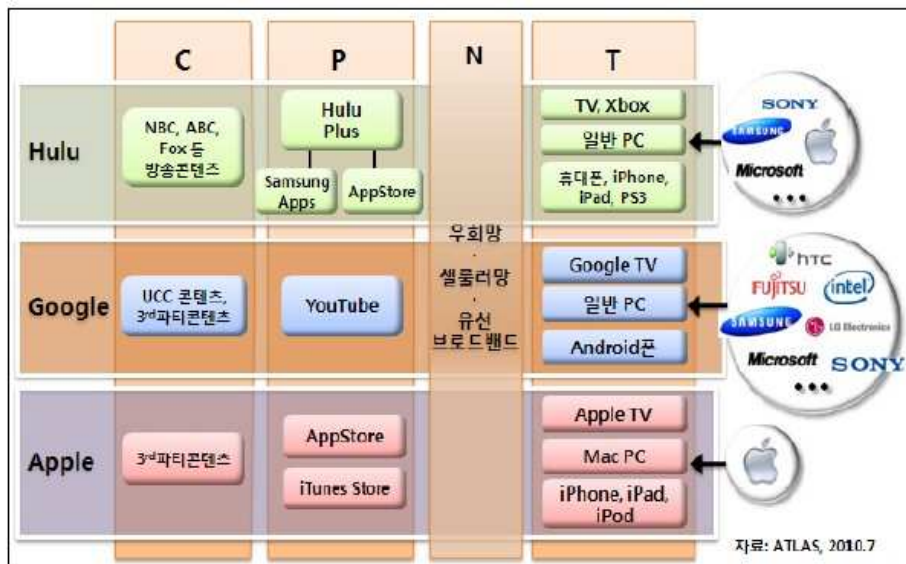 C
P
N
T
Hulu
NBC, ABC,
Fox 등
방송콘텐츠
Hulu
Plus
Samsung
Apps
AppStore
TV, Xbox
일반 PC
휴대폰, iPhone,
iPad, PS3
SONY
SAMSUNG
Microsoft
우회망
·
셀룰러망
·
유선
브로드밴드
Google
UCC 콘텐츠,
3rd파티콘텐츠
YouTube
Google TV
일반 PC
Android폰
hTC
FUJITSU
intel
SAMSUNG
LG Electronics
Microsoft
SONY
Apple
3rd파티콘텐츠
AppStore
iTunes Store
Apple TV
Mac PC
iPhone, iPad,
iPod
자료: ATLAS, 2010.7